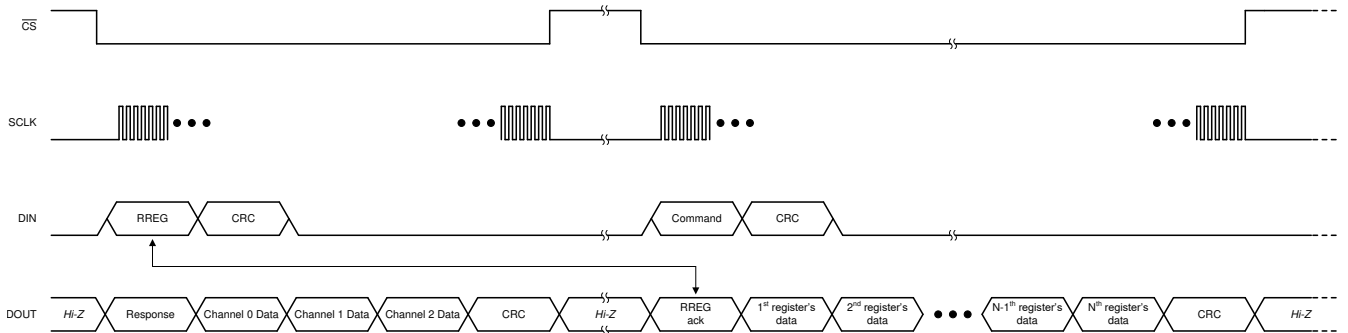 CS
SCLK
DIN
RREG
CRC
Command
CRC
DOUT
Hi-Z
Response
Channel 0 Data
Channel 1 Data
Channel 2 Data
CRC
Hi-Z
RREG
ack
1st register's
data
2nd register's
data
N-1th register's
data
Nth register's
data
CRC
Hi-Z